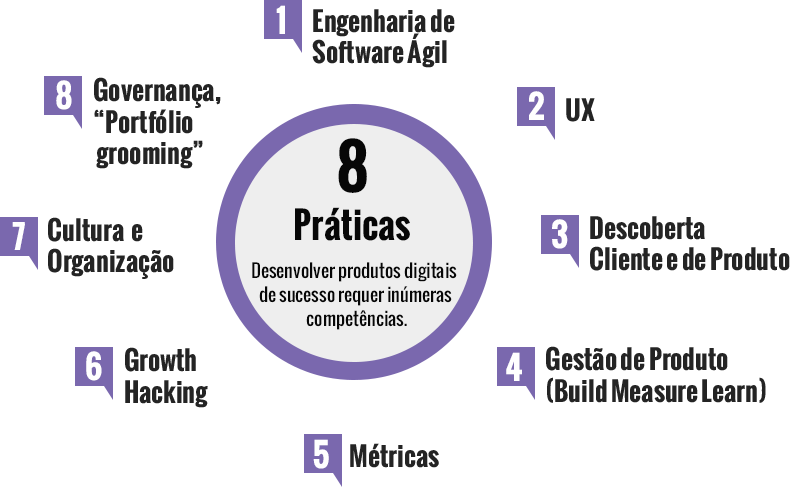 8
Práticas
Desenvolver produtos digitais
de sucesso requer inúmeras
competências.
1
Engenharia de
Software Ágil
2
UX
3
Descoberta
Cliente e de Produto
4
Gestão de Produto
(Build Measure Learn)
5
Métricas
6
Growth
Hacking
7
Cultura e
Organização
8
Governança,
“Portfólio
grooming”